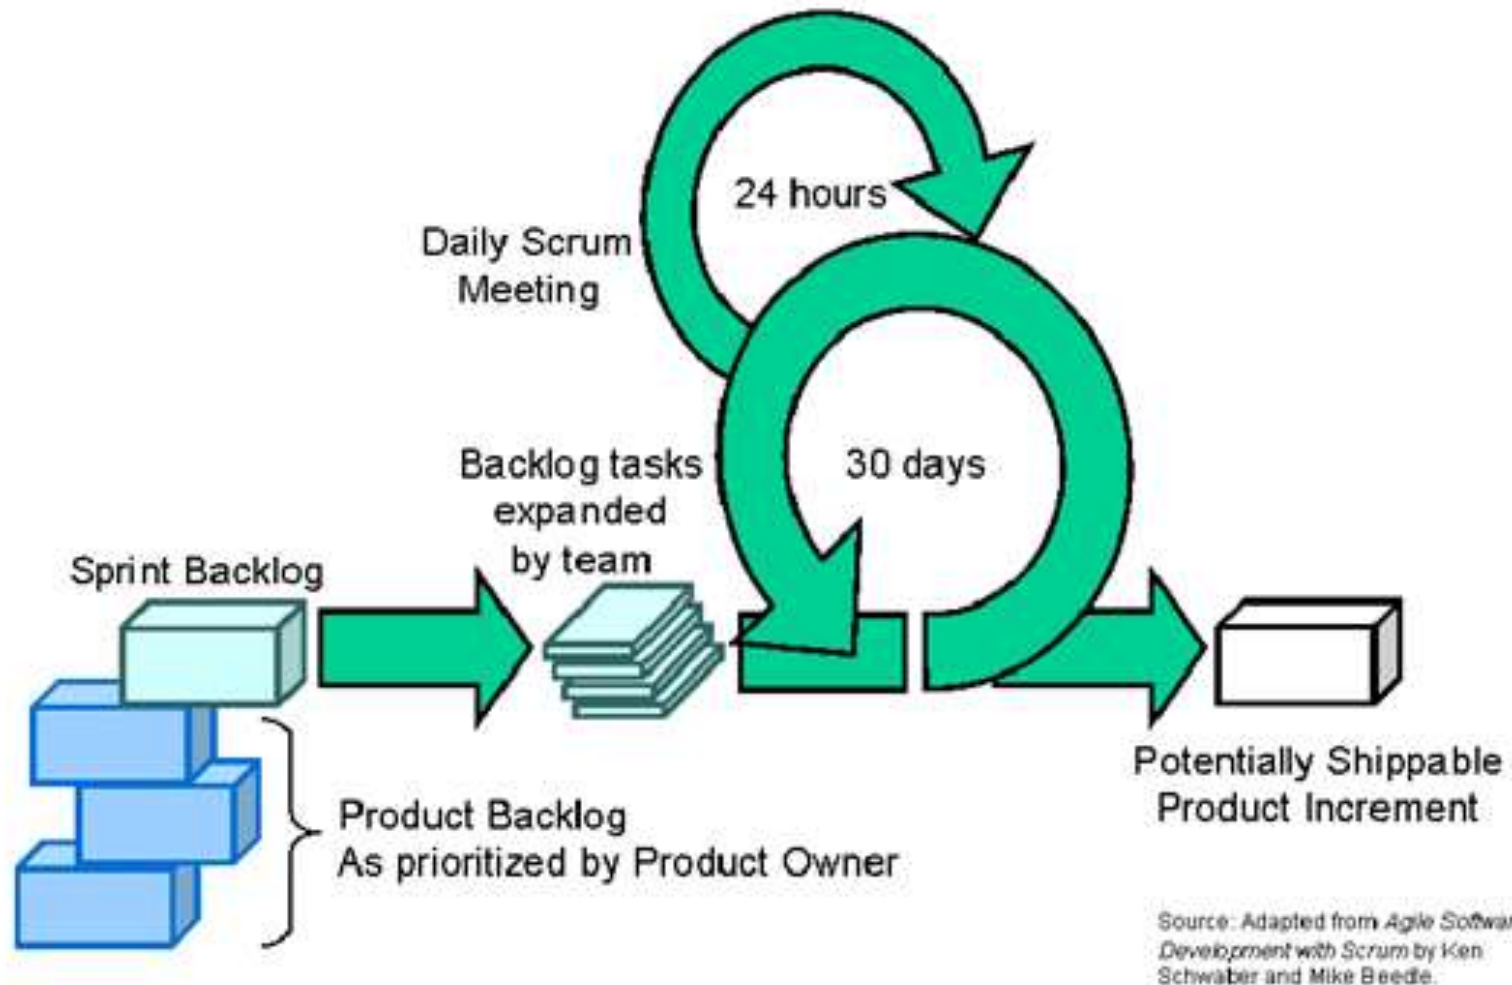 24 hours
Daily Scrum
Meeting
30 days
Backlog tasks
expanded
by team
Sprint Backlog
Potentially Shippable
Product Increment
Product Backlog
As prioritized by Product Owner
Source: Adapted from Agile Softwar
Development with Scrum by Ken
Schwaber and Mike Beedle.